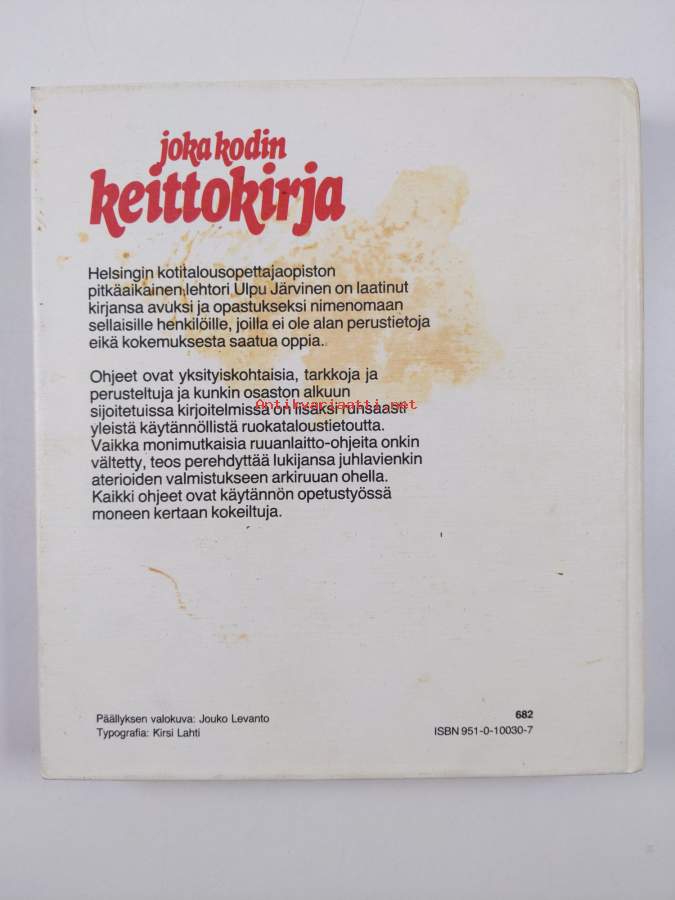 joka kodin
keittokirja
Helsingin kotitalousopettajaopiston
pitkäaikainen lehtori Ulpu Järvinen on laatinut
kirjansa avuksi ja opastukseksi nimenomaan
sellaisille henkilöille, joilla ei ole alan perustietoja
eikä kokemuksesta saatua oppia.
Ohjeet ovat yksityiskohtaisia, tarkkoja ja
perusteltuja ja kunkin osaston alkuun
Antikvariaatti.net
sijoitetuissa kirjoitelmissa on lisäksi runsaasti
yleistä käytännöllistä ruokataloustietoutta.
Vaikka monimutkaisia ruuanlaitto-ohjeita onkin
vältetty, teos perehdyttää lukijansa juhlavienkin
aterioiden valmistukseen arkiruuan ohella.
Kaikki ohjeet ovat käytännön opetustyössä
moneen kertaan kokeiltuja.
Päällyksen valokuva: Jouko Levanto
Typografia: Kirsi Lahti
682
ISBN 951-0-10030-7